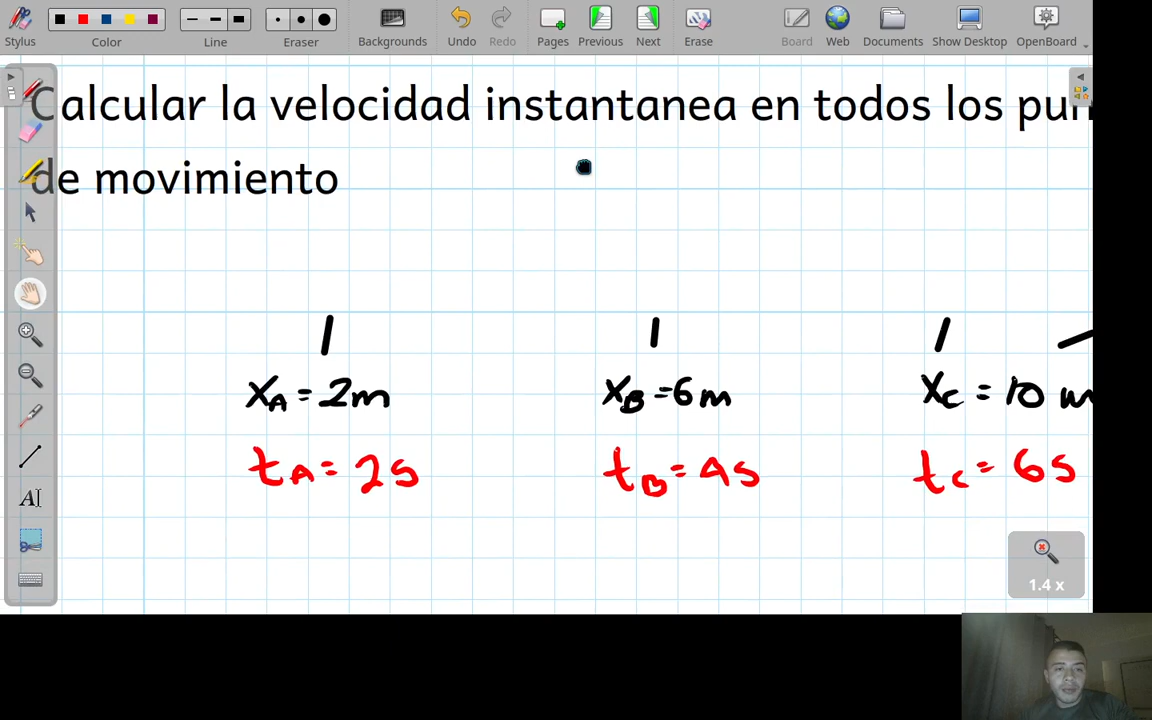 Stylus Color Line Eraser Backgrounds Undo Redo Pages Previous Next Erase Board Web Documents Show Desktop OpenBoard
Calcular la velocidad instantanea en todos los pun
de movimiento
xA = 2m xB = 6m xC = 10 m
tA = 2s tB = 4s tC = 6s
1.4 x